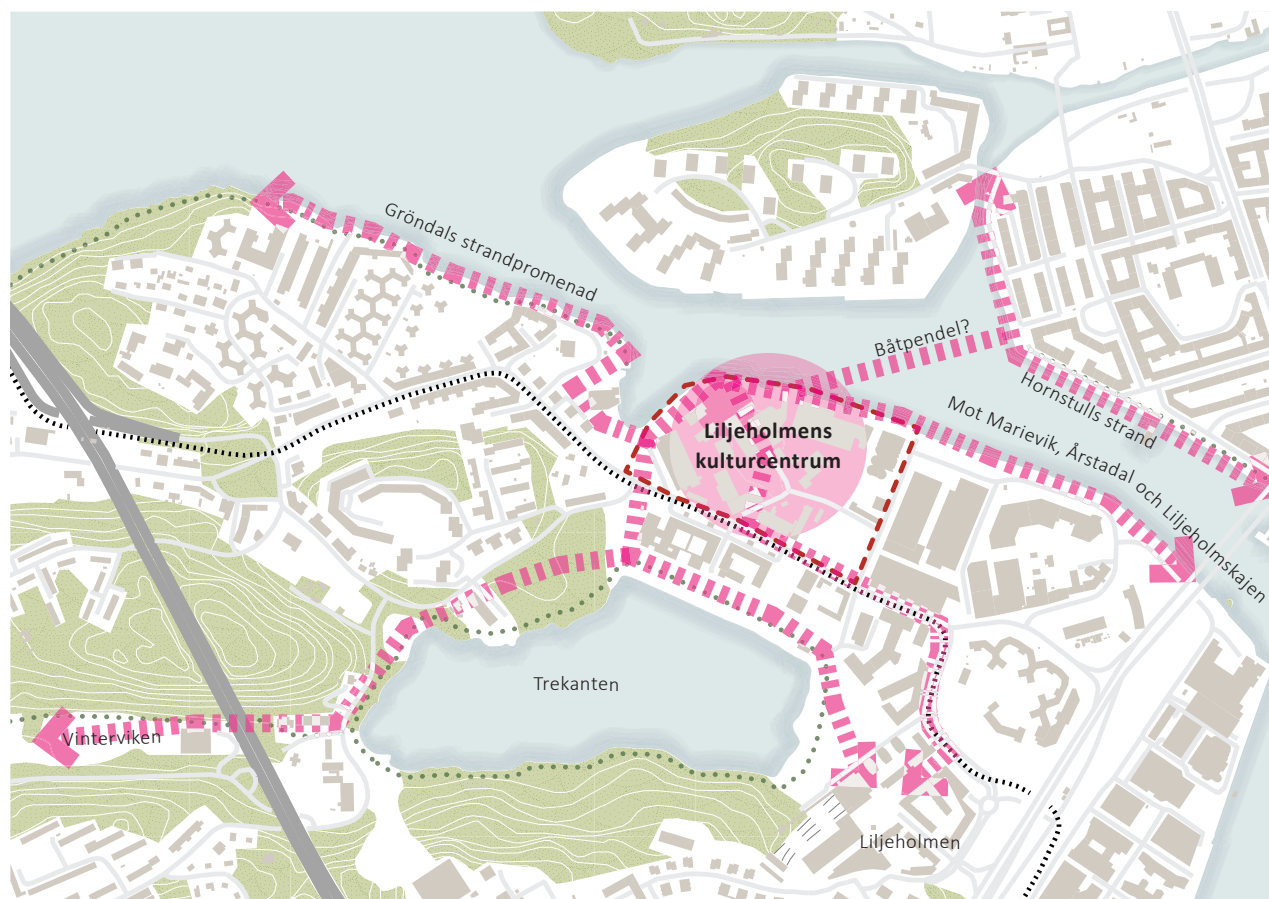 Gröndals strandpromenad
Båtpendel?
Hornstulls strand
Mot Marievik, Årstadal och Liljeholmskajen
Liljeholmens
kulturcentrum
Trekanten
Vinterviken
Liljeholmen